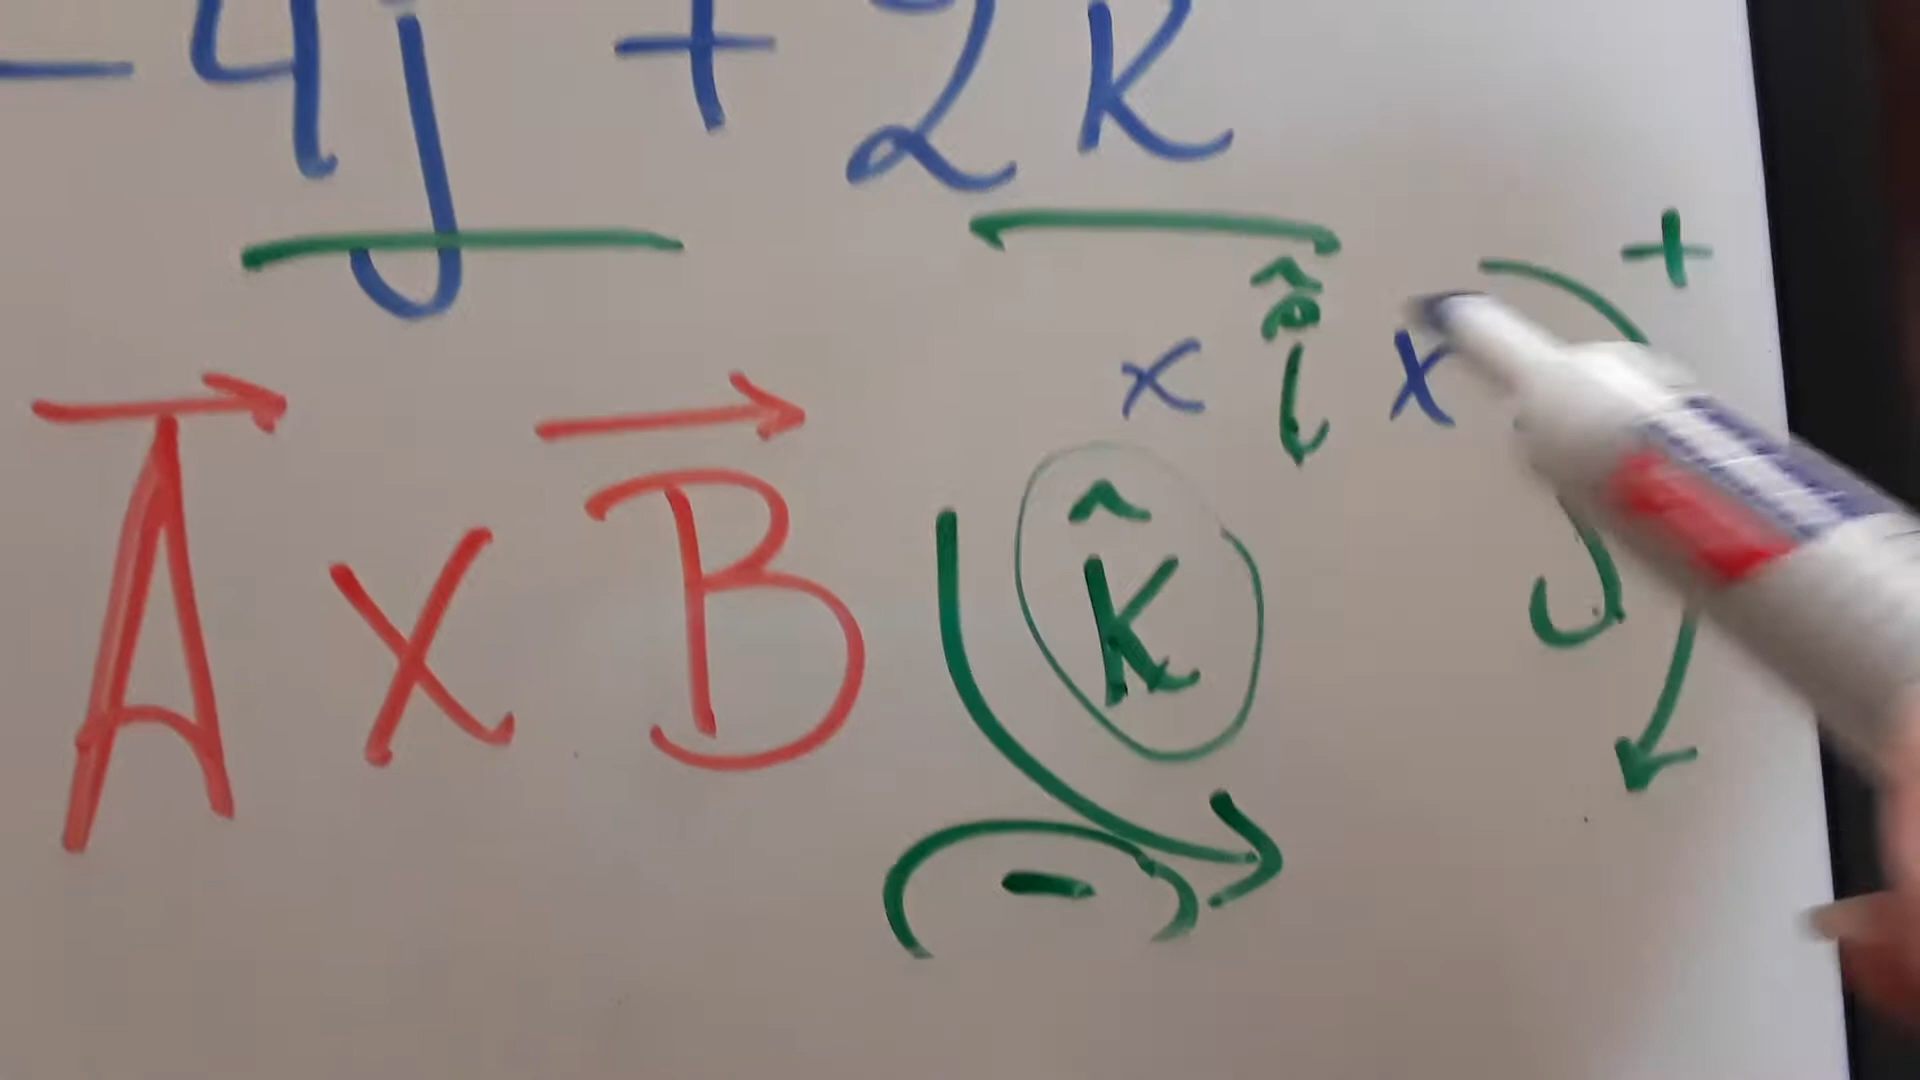 - 4j + 2k
+
x î x
A x B k̂ j
-